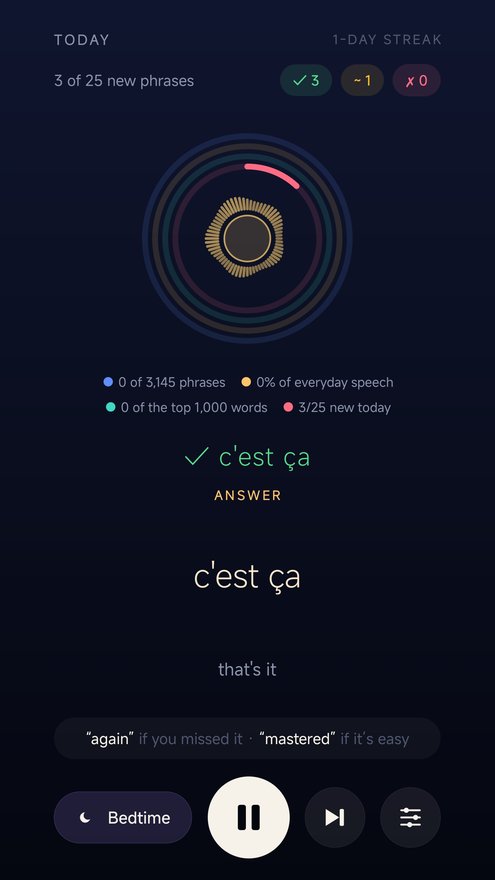 TODAY
1-DAY STREAK
3 of 25 new phrases
✓ 3
~ 1
✗ 0
0 of 3,145 phrases
0% of everyday speech
0 of the top 1,000 words
3/25 new today
✓ c'est ça
ANSWER
c'est ça
that's it
“again” if you missed it · “mastered” if it’s easy
Bedtime